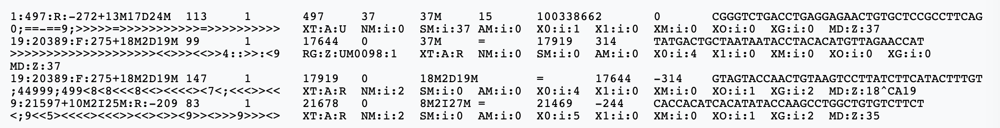 1:497:R:-272+13M17D24M 113 1 497 37 37M 15 100338662 0 CGGGTCTGACCTGAGGAGAACTGTGCTCCGCCTTCAG
0;==-==9;>>>>>=>>>>>>>>>>>=>>>>>>>>>> XT:A:U NM:i:0 SM:i:37 AM:i:0 X0:i:1 X1:i:0 XM:i:0 XO:i:0 XG:i:0 MD:Z:37
19:20389:F:275+18M2D19M 99 1 17644 0 37M = 17919 314 TATGACTGCTAATAATACCTACACATGTTAGAACCAT
>>>>>>>>>>>>>>>>>>>><<>>><<>>4::>>:<9 RG:Z:UM0098:1 XT:A:R NM:i:0 SM:i:0 AM:i:0 X0:i:4 X1:i:0 XM:i:0 XO:i:0 XG:i:0
MD:Z:37
19:20389:F:275+18M2D19M 147 1 17919 0 18M2D19M = 17644 -314 GTAGTACCAACTGTAAGTCCTTATCTTCATACTTTGT
;44999;499<8<8<<<8<<><<<<><7<;<<<>><< XT:A:R NM:i:2 SM:i:0 AM:i:0 X0:i:4 X1:i:0 XM:i:0 XO:i:1 XG:i:2 MD:Z:18^CA19
9:21597+10M2I25M:R:-209 83 1 21678 0 8M2I27M = 21469 -244 CACCACATCACATATACCAAGCCTGGCTGTGTCTTCT
<;9<<5><<<<><<<>><<><>><9>><>>>9>>><> XT:A:R NM:i:2 SM:i:0 AM:i:0 X0:i:5 X1:i:0 XM:i:0 XO:i:1 XG:i:2 MD:Z:35